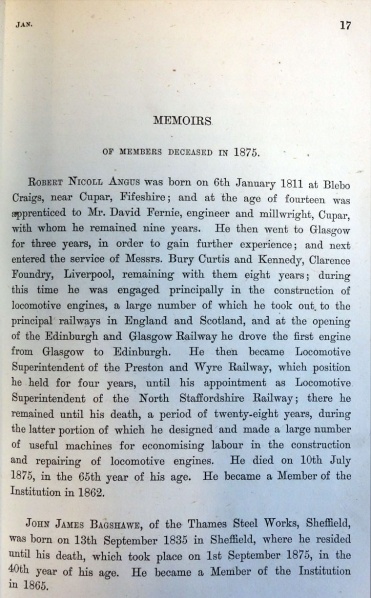 JAN.
17
MEMOIRS
OF MEMBERS DECEASED IN 1875.
ROBERT NICOLL ANGUS was born on 6th January 1811 at Blebo
Craigs, near Cupar, Fifeshire; and at the age of fourteen was
apprenticed to Mr. David Fernie, engineer and millwright, Cupar,
with whom he remained nine years. He then went to Glasgow
for three years, in order to gain further experience; and next
entered the service of Messrs. Bury Curtis and Kennedy, Clarence
Foundry, Liverpool, remaining with them eight years; during
this time he was engaged principally in the construction of
locomotive engines, a large number of which he took out to the
principal railways in England and Scotland, and at the opening
of the Edinburgh and Glasgow Railway he drove the first engine
from Glasgow to Edinburgh. He then became Locomotive
Superintendent of the Preston and Wyre Railway, which position
he held for four years, until his appointment as Locomotive
Superintendent of the North Staffordshire Railway; there he
remained until his death, a period of twenty-eight years, during
the latter portion of which he designed and made a large number
of useful machines for economising labour in the construction
and repairing of locomotive engines. He died on 10th July
1875, in the 65th year of his age. He became a Member of the
Institution in 1862.
JOHN JAMES BAGSHAWE, of the Thames Steel Works, Sheffield,
was born on 13th September 1835 in Sheffield, where he resided
until his death, which took place on 1st September 1875, in the
40th year of his age. He became a Member of the Institution
in 1865.